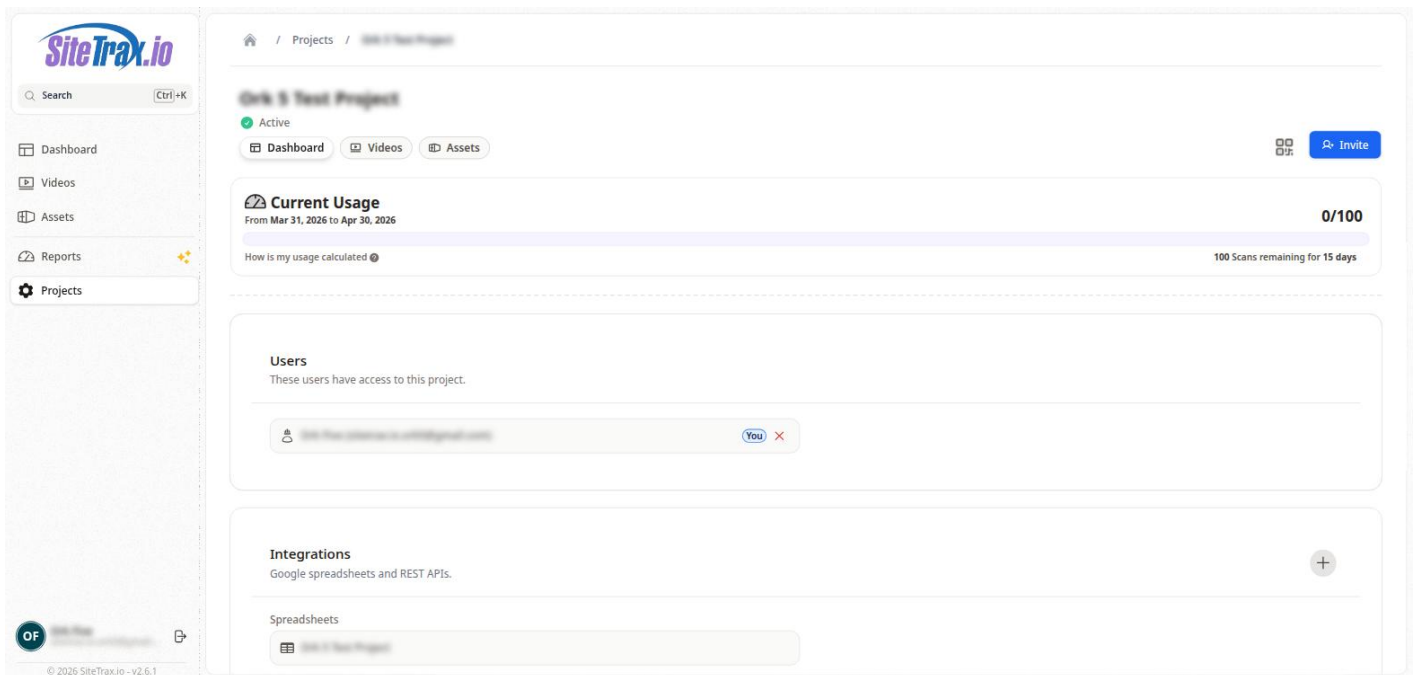 SiteTrax.io
Search Ctrl+K
Dashboard
Videos
Assets
Reports
Projects
OF
© 2026 SiteTrax.io - v2.6.1
/ Projects /
Active
Dashboard Videos Assets
Invite
Current Usage
From Mar 31, 2026 to Apr 30, 2026
0/100
How is my usage calculated
100 Scans remaining for 15 days
Users
These users have access to this project.
You
Integrations
Google spreadsheets and REST APIs.
Spreadsheets